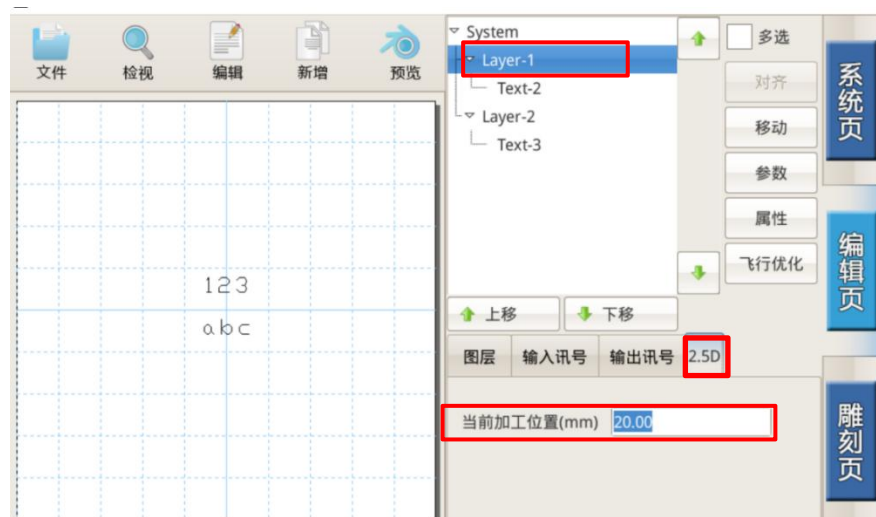 文件 检视 编辑 新增 预览
123
abc
System
Layer-1
Text-2
Layer-2
Text-3
上移 下移
多选
对齐
移动
参数
属性
飞行优化
图层 输入讯号 输出讯号 2.5D
当前加工位置(mm) 20.00
系统页
编辑页
雕刻页